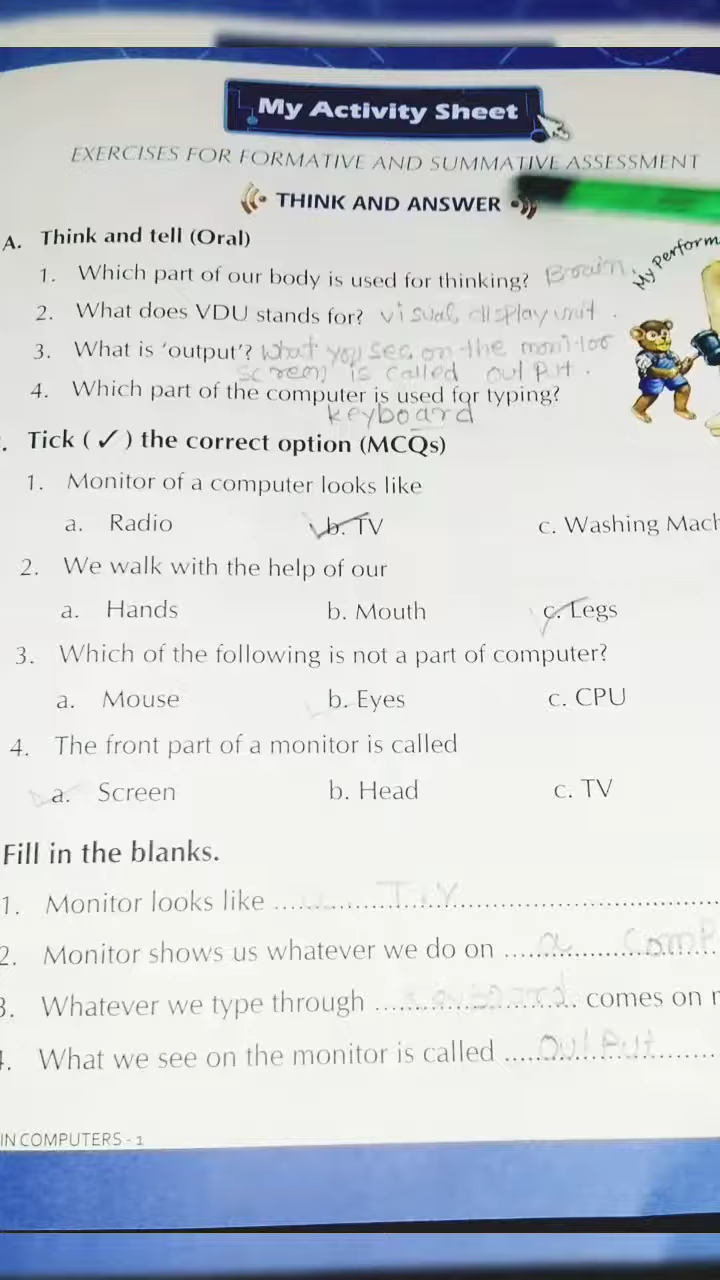 My Activity Sheet
EXERCISES FOR FORMATIVE AND SUMMATIVE ASSESSMENT
THINK AND ANSWER
My Perform
A. Think and tell (Oral)
1. Which part of our body is used for thinking? Brain
2. What does VDU stands for? visual display unit.
3. What is 'output'? What you see on the monitor
screen is called output.
4. Which part of the computer is used for typing?
keyboard
. Tick ( ✓ ) the correct option (MCQs)
1. Monitor of a computer looks like
a. Radio b. TV c. Washing Mach
2. We walk with the help of our
a. Hands b. Mouth c. Legs
3. Which of the following is not a part of computer?
a. Mouse b. Eyes c. CPU
4. The front part of a monitor is called
a. Screen b. Head c. TV
Fill in the blanks.
1. Monitor looks like ........ T.V ........
2. Monitor shows us whatever we do on ........ a comp
3. Whatever we type through ........ keyboard ........ comes on
4. What we see on the monitor is called ........ OutPut ........
IN COMPUTERS - 1